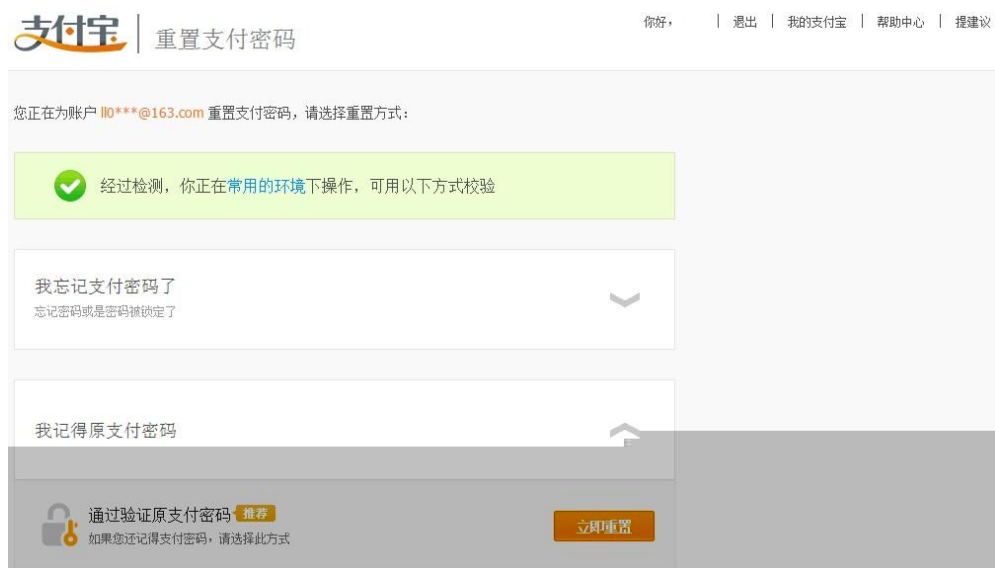 支付宝 | 重置支付密码
你好， | 退出 | 我的支付宝 | 帮助中心 | 提建议
您正在为账户 ll0***@163.com 重置支付密码，请选择重置方式：
经过检测，你正在常用的环境下操作，可用以下方式校验
我忘记支付密码了
忘记密码或是密码被锁定了
我记得原支付密码
通过验证原支付密码 推荐
如果您还记得支付密码，请选择此方式
立即重置